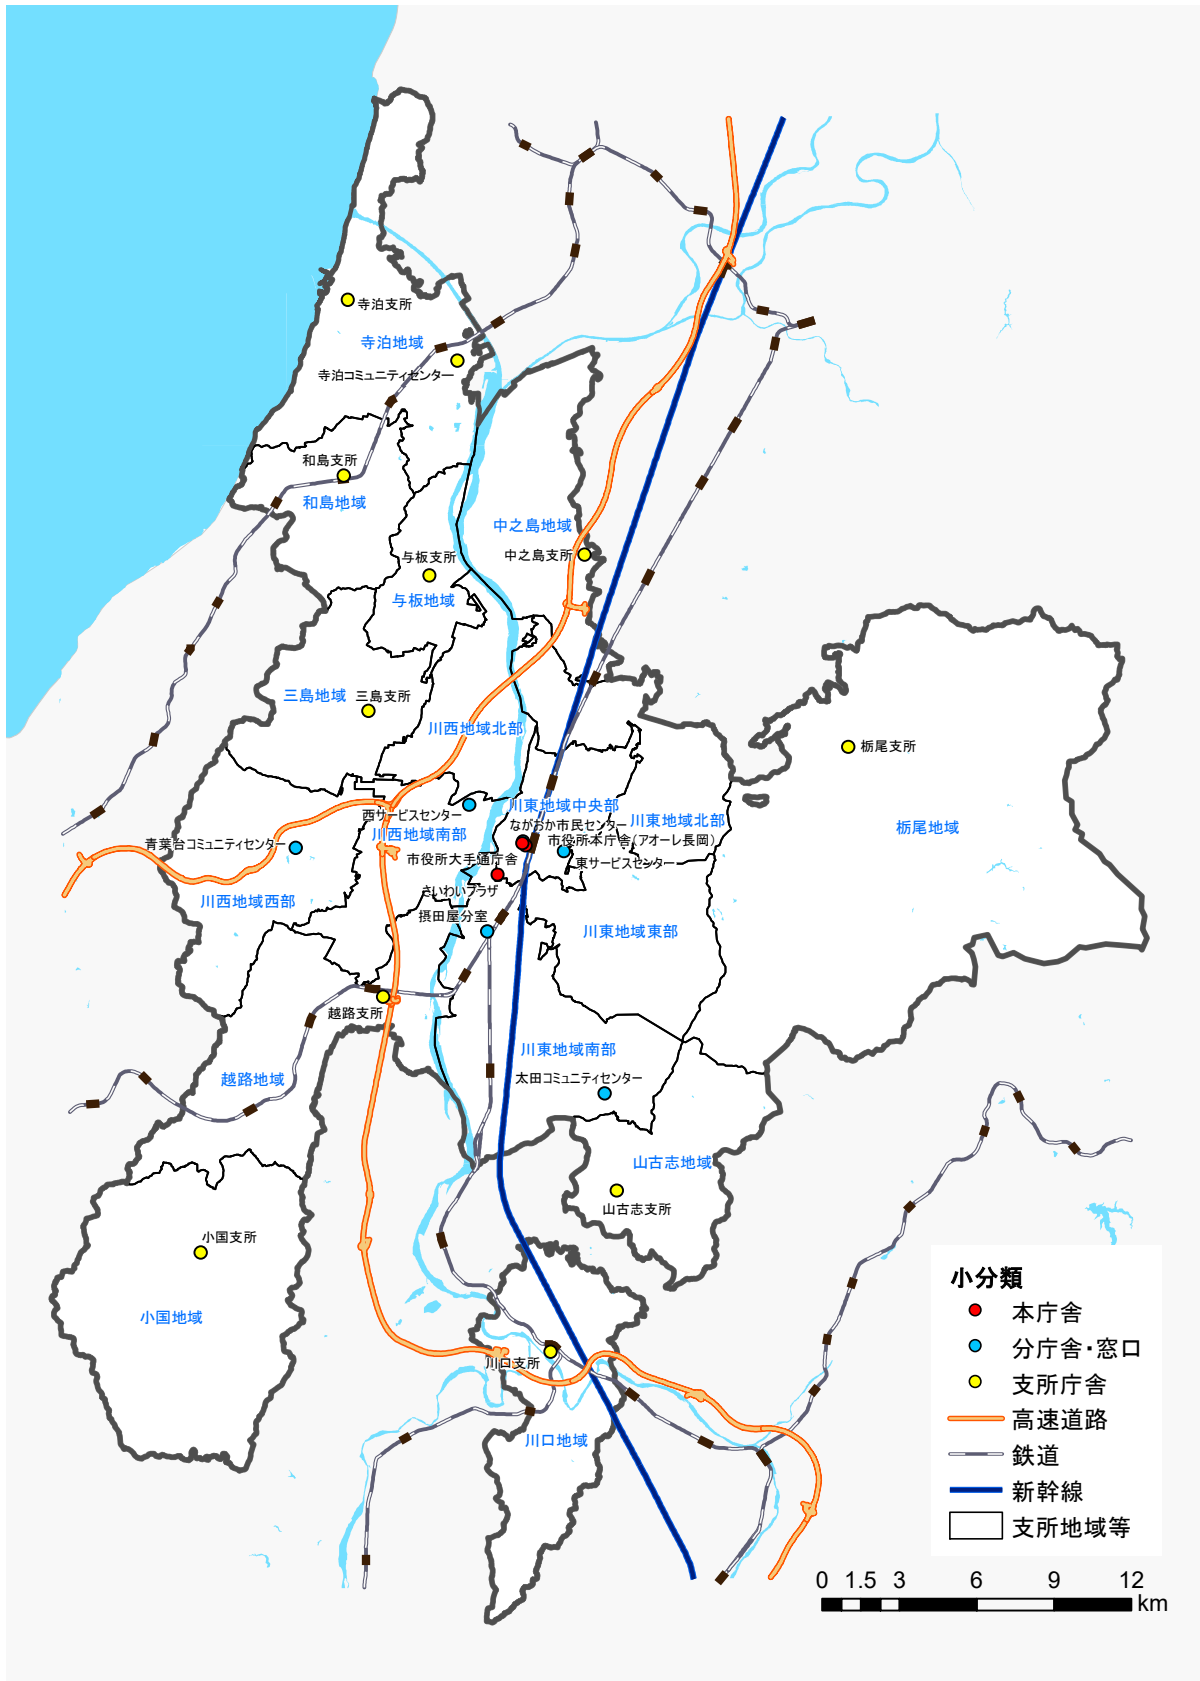 寺泊支所
寺泊地域
寺泊コミュニティセンター
和島支所
和島地域
中之島地域
中之島支所
与板支所
与板地域
三島地域
三島支所
川西地域北部
栃尾支所
西サービスセンター
川東地域中央部
ながおか市民センター
川東地域北部
栃尾地域
川西地域南部
市役所本庁舎(アオーレ長岡)
青葉台コミュニティセンター
市役所大手通庁舎
東サービスセンター
さいわいプラザ
川西地域西部
摂田屋分室
川東地域東部
越路支所
川東地域南部
越路地域
太田コミュニティセンター
山古志地域
山古志支所
小国支所
小国地域
川口支所
川口地域
小分類
本庁舎
分庁舎・窓口
支所庁舎
高速道路
鉄道
新幹線
支所地域等
0 1.5 3 6 9 12
km